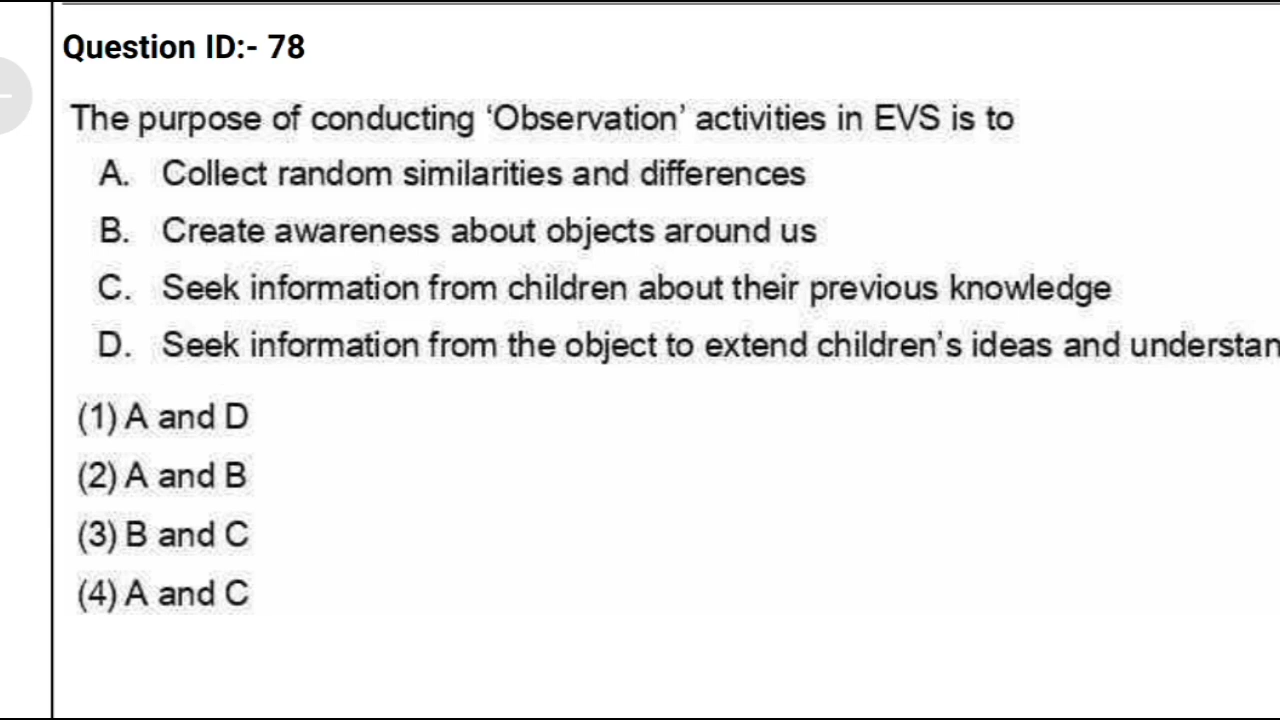 Question ID:- 78
The purpose of conducting ‘Observation’ activities in EVS is to
A. Collect random similarities and differences
B. Create awareness about objects around us
C. Seek information from children about their previous knowledge
D. Seek information from the object to extend children’s ideas and understan
(1) A and D
(2) A and B
(3) B and C
(4) A and C